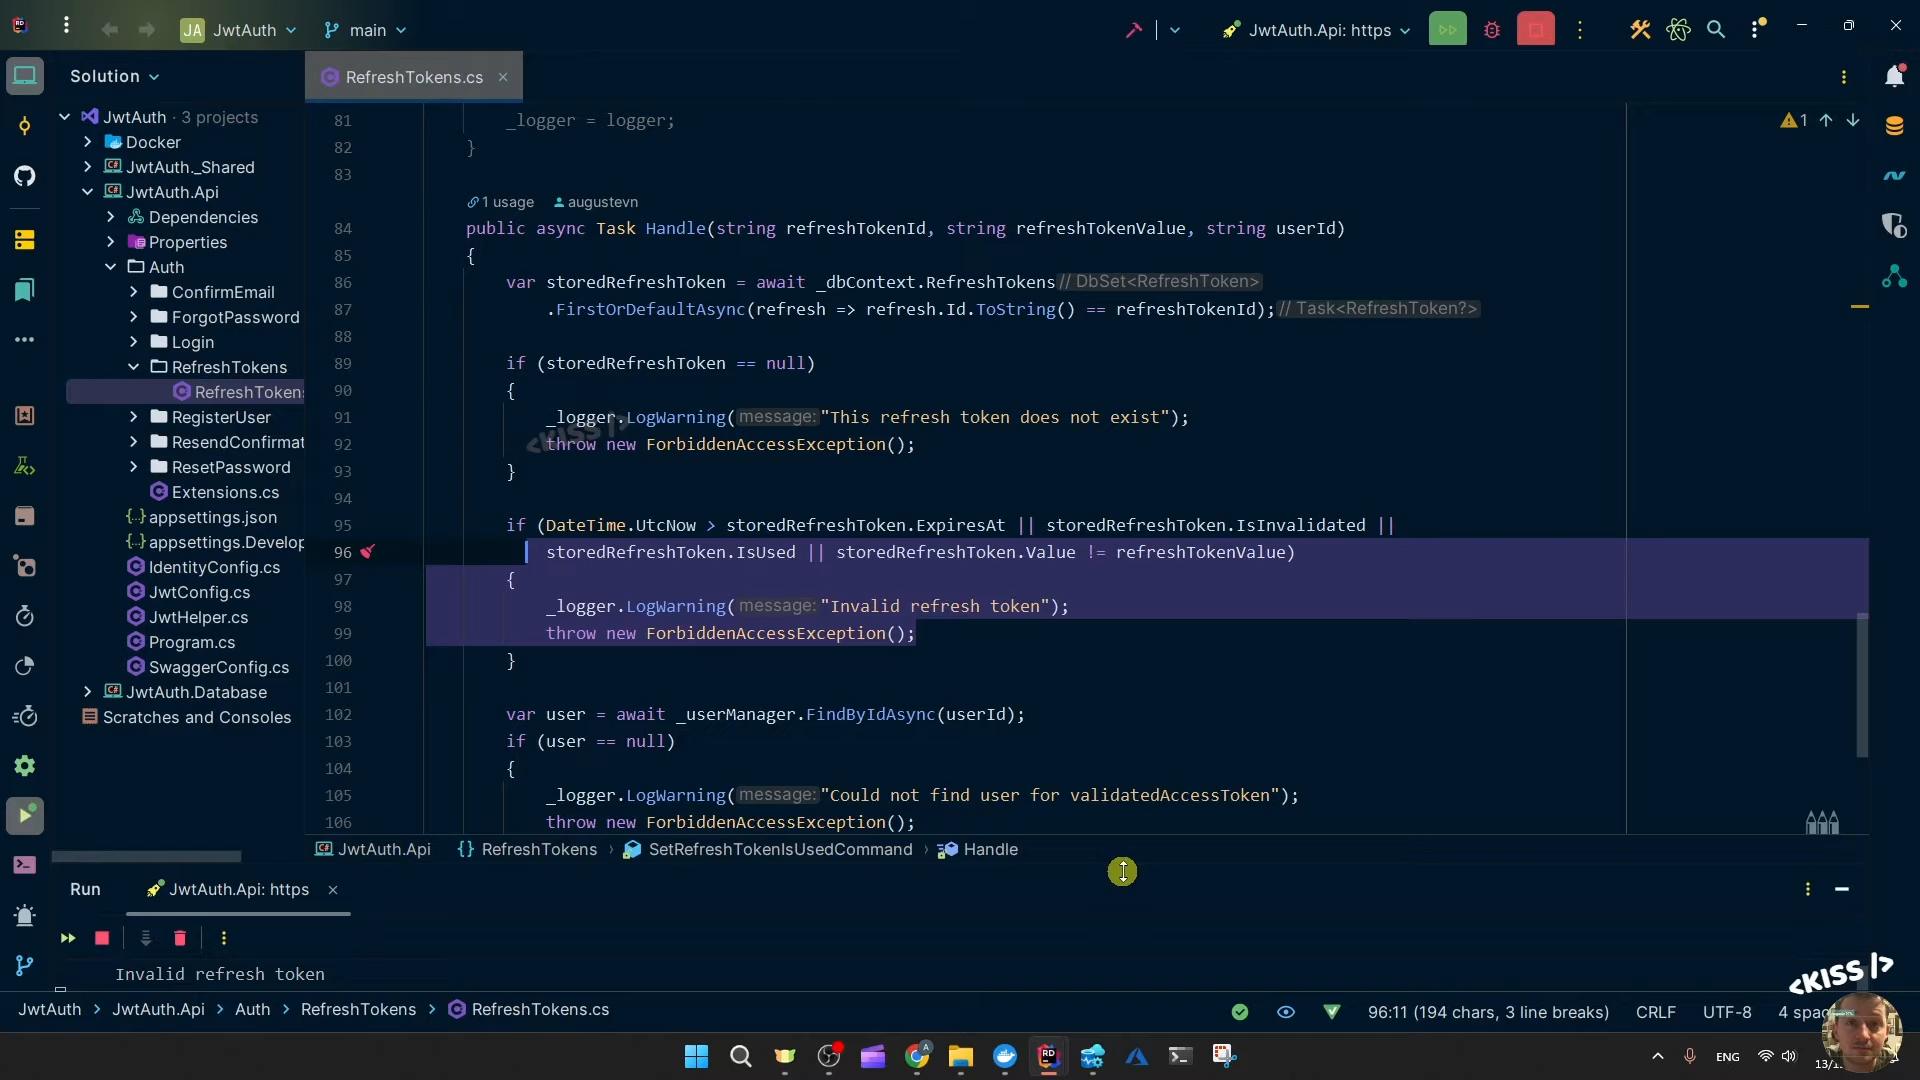 JA JwtAuth main JwtAuth.Api: https
Solution RefreshTokens.cs
JwtAuth · 3 projects
Docker
JwtAuth._Shared
JwtAuth.Api
Dependencies
Properties
Auth
ConfirmEmail
ForgotPassword
Login
RefreshTokens
RefreshTokens
RegisterUser
ResendConfirmat
ResetPassword
Extensions.cs
appsettings.json
appsettings.Develop
IdentityConfig.cs
JwtConfig.cs
JwtHelper.cs
Program.cs
SwaggerConfig.cs
JwtAuth.Database
Scratches and Consoles
1
81 _logger = logger;
82 }
83
1 usage augustevn
84 public async Task Handle(string refreshTokenId, string refreshTokenValue, string userId)
85 {
86 var storedRefreshToken = await _dbContext.RefreshTokens // DbSet<RefreshToken>
87 .FirstOrDefaultAsync(refresh => refresh.Id.ToString() == refreshTokenId); // Task<RefreshToken?>
88
89 if (storedRefreshToken == null)
90 {
91 _logger.LogWarning( message: "This refresh token does not exist");
92 throw new ForbiddenAccessException();
93 }
94
95 if (DateTime.UtcNow > storedRefreshToken.ExpiresAt || storedRefreshToken.IsInvalidated ||
96 storedRefreshToken.IsUsed || storedRefreshToken.Value != refreshTokenValue)
97 {
98 _logger.LogWarning( message: "Invalid refresh token");
99 throw new ForbiddenAccessException();
100 }
101
102 var user = await _userManager.FindByIdAsync(userId);
103 if (user == null)
104 {
105 _logger.LogWarning( message: "Could not find user for validatedAccessToken");
106 throw new ForbiddenAccessException();
<KISS |>
JwtAuth.Api {} RefreshTokens › SetRefreshTokenIsUsedCommand › Handle
Run JwtAuth.Api: https
Invalid refresh token
<KISS |>
JwtAuth › JwtAuth.Api › Auth › RefreshTokens › RefreshTokens.cs 96:11 (194 chars, 3 line breaks) CRLF UTF-8 4 spa
ENG